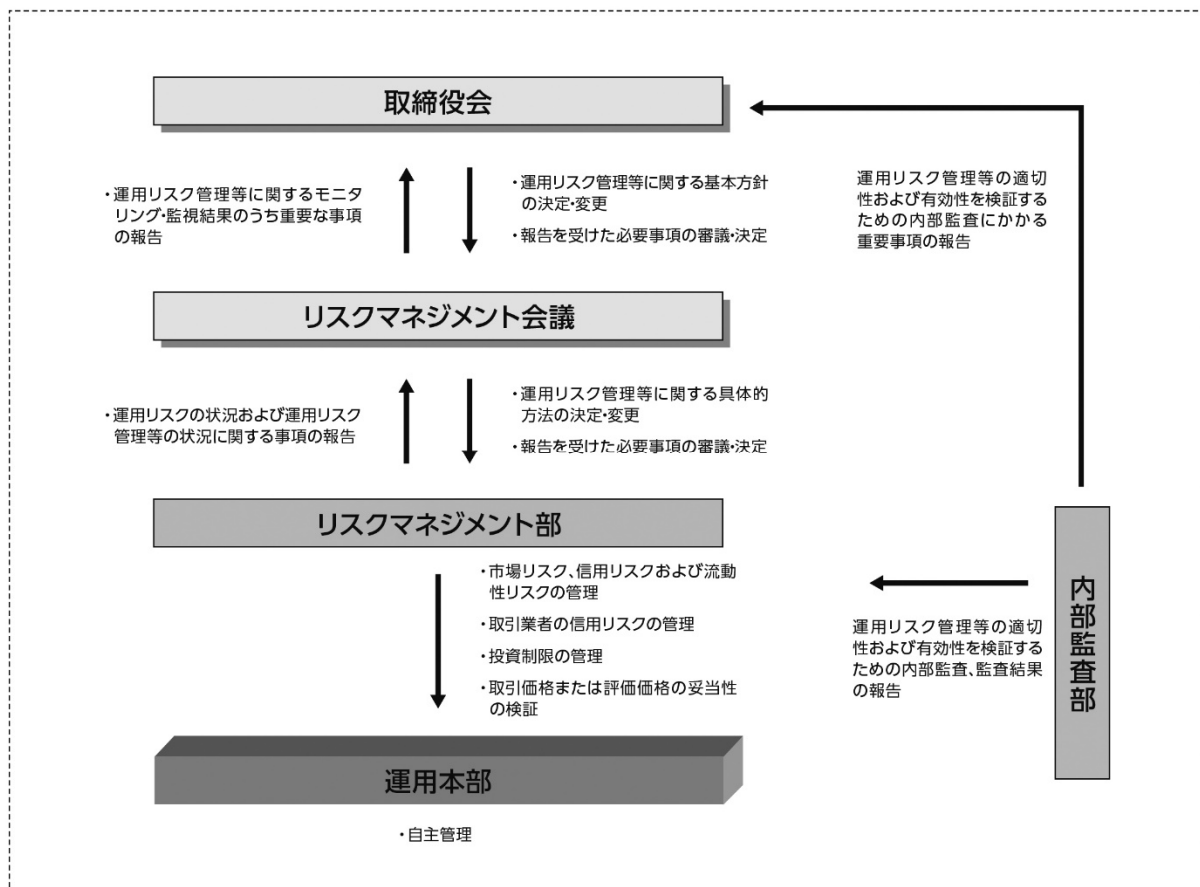 取締役会
・運用リスク管理等に関するモニ
タリング・監視結果のうち重要な事項
の報告
・運用リスク管理等に関する基本方針
の決定・変更
・報告を受けた必要事項の審議・決定
運用リスク管理等の適切
性および有効性を検証す
るための内部監査にかかる
重要事項の報告
リスクマネジメント会議
・運用リスクの状況および運用リスク
管理等の状況に関する事項の報告
・運用リスク管理等に関する具体的
方法の決定・変更
・報告を受けた必要事項の審議・決定
リスクマネジメント部
・市場リスク、信用リスクおよび流動
性リスクの管理
・取引業者の信用リスクの管理
・投資制限の管理
・取引価格または評価価格の妥当性
の検証
運用リスク管理等の適切
性および有効性を検証する
ための内部監査、監査結果
の報告
内部監査部
運用本部
・自主管理